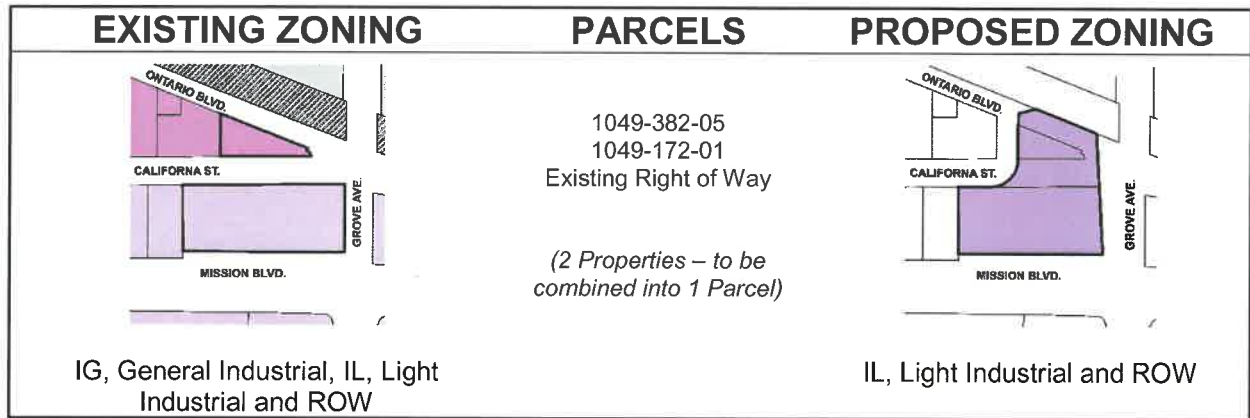 EXISTING ZONING
PARCELS
PROPOSED ZONING
ONTARIO BLVD.
CALIFORNA ST.
GROVE AVE.
MISSION BLVD.
1049-382-05
1049-172-01
Existing Right of Way
(2 Properties – to be
combined into 1 Parcel)
ONTARIO BLVD.
CALIFORNA ST.
GROVE AVE.
MISSION BLVD.
IG, General Industrial, IL, Light
Industrial and ROW
IL, Light Industrial and ROW